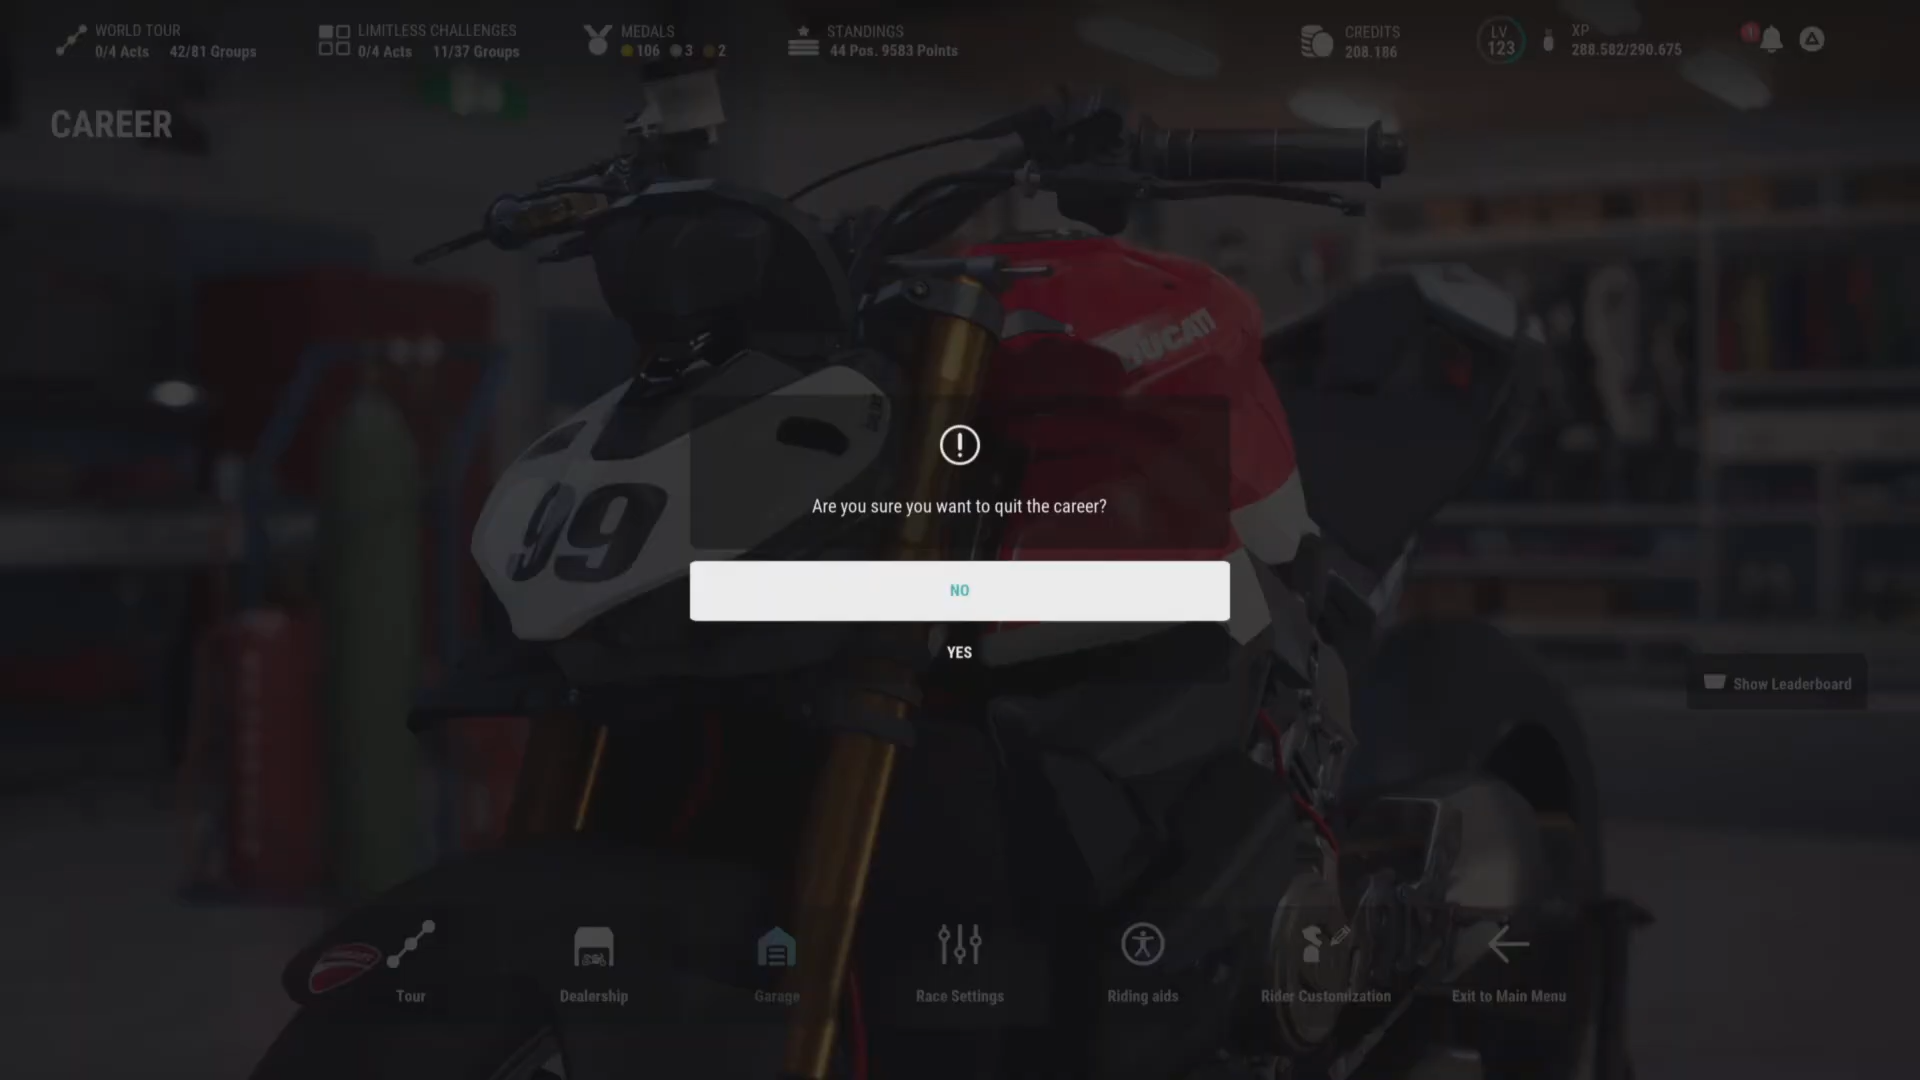 WORLD TOUR
0/4 Acts 42/81 Groups
LIMITLESS CHALLENGES
0/4 Acts 11/37 Groups
MEDALS
106 3 2
STANDINGS
44 Pos. 9583 Points
CREDITS
208.186
LV
123
XP
288.582/290.675
1
CAREER
DUCATI
99
Are you sure you want to quit the career?
NO
YES
Show Leaderboard
Tour
Dealership
Garage
Race Settings
Riding aids
Rider Customization
Exit to Main Menu